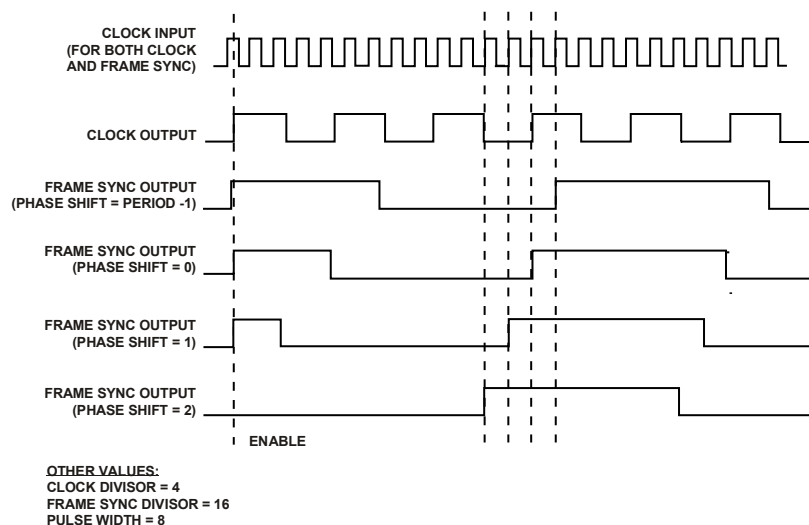 CLOCK INPUT
(FOR BOTH CLOCK
AND FRAME SYNC)
CLOCK OUTPUT
FRAME SYNC OUTPUT
(PHASE SHIFT = PERIOD -1)
FRAME SYNC OUTPUT
(PHASE SHIFT = 0)
FRAME SYNC OUTPUT
(PHASE SHIFT = 1)
FRAME SYNC OUTPUT
(PHASE SHIFT = 2)
ENABLE
OTHER VALUES:
CLOCK DIVISOR = 4
FRAME SYNC DIVISOR = 16
PULSE WIDTH = 8